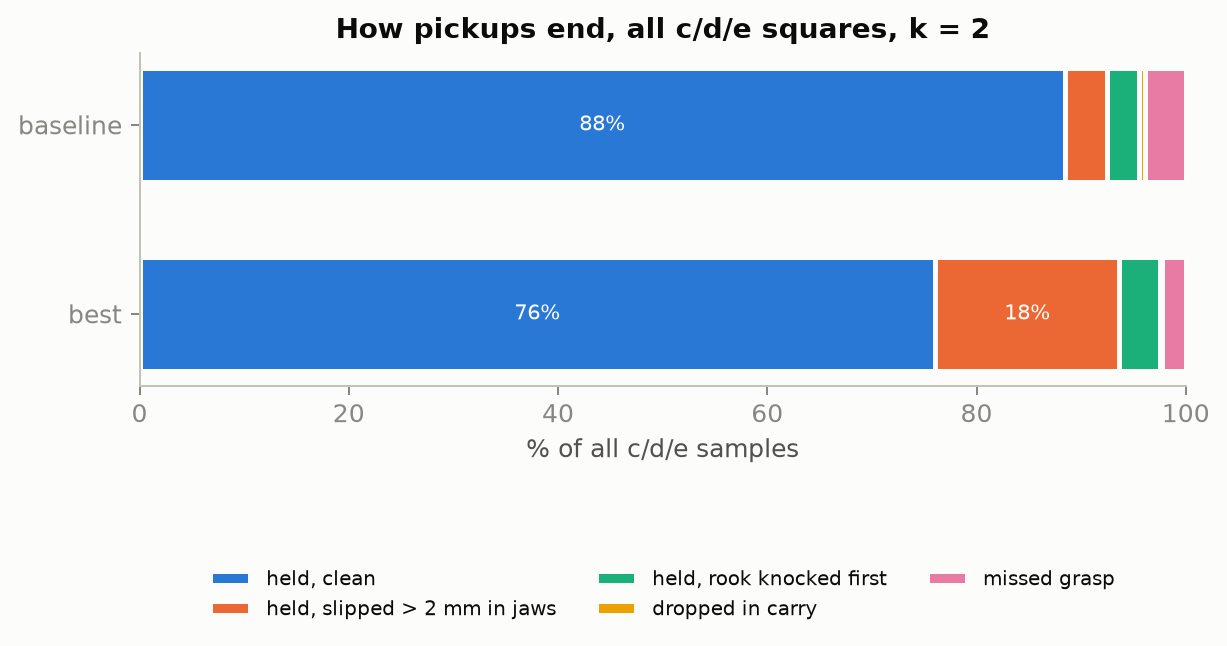 How pickups end, all c/d/e squares, k = 2
baseline
88%
best
76%
18%
0 20 40 60 80 100
% of all c/d/e samples
held, clean
held, slipped > 2 mm in jaws
held, rook knocked first
dropped in carry
missed grasp